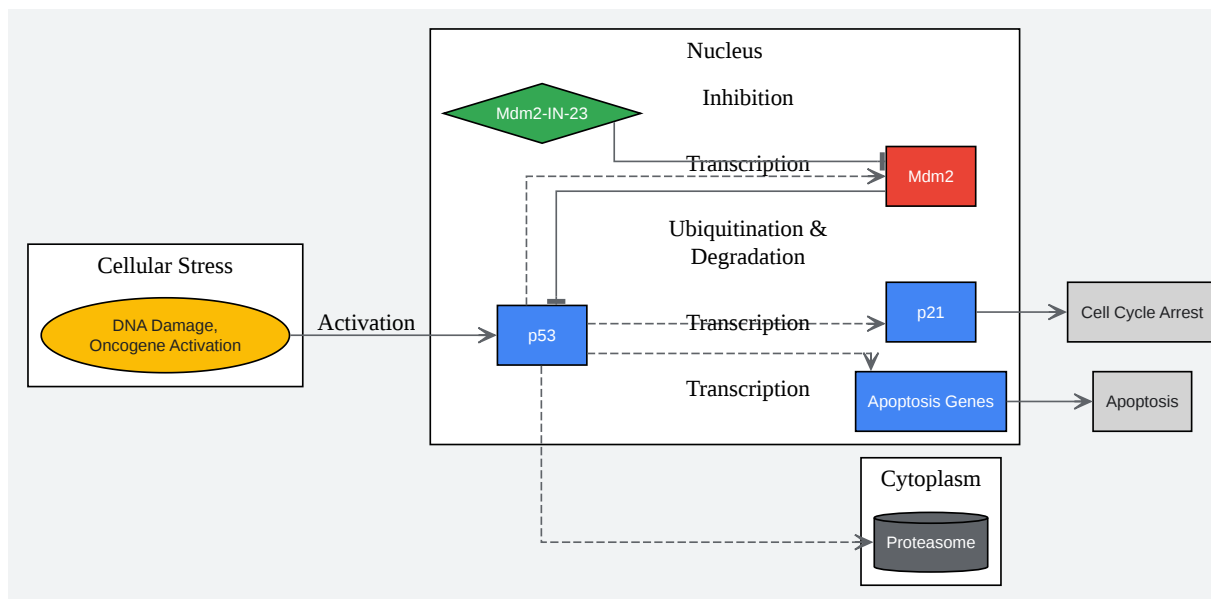 Nucleus
Mdm2-IN-23
Inhibition
Transcription
Mdm2
Ubiquitination &
Degradation
Cellular Stress
DNA Damage,
Oncogene Activation
Activation
p53
Transcription
p21
Cell Cycle Arrest
Transcription
Apoptosis Genes
Apoptosis
Cytoplasm
Proteasome